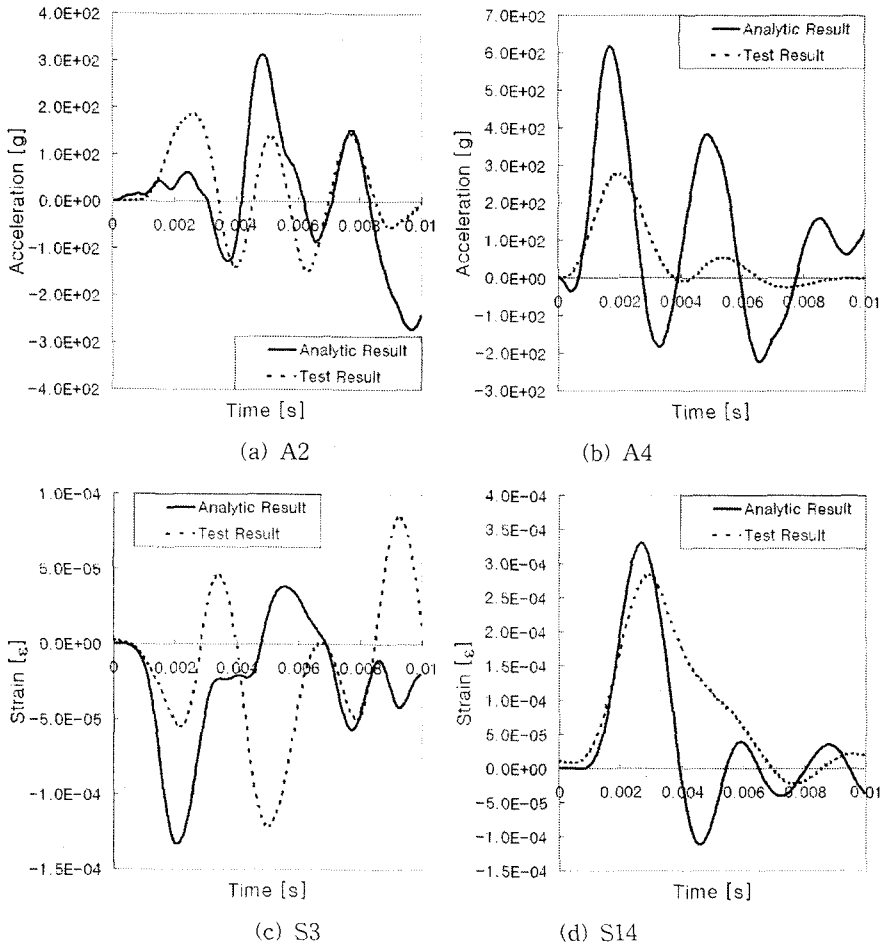 4.0E+02
3.0E+02
2.0E+02
1.0E+02
0.0E+00
-1.0E+02
-2.0E+02
-3.0E+02
-4.0E+02
Acceleration [g]
0 0.002 0.004 0.006 0.008 0.01
Analytic Result
Test Result
Time [s]
(a) A2
7.0E+02
6.0E+02
5.0E+02
4.0E+02
3.0E+02
2.0E+02
1.0E+02
0.0E+00
-1.0E+02
-2.0E+02
-3.0E+02
Acceleration [g]
Analytic Result
Test Result
0 0.002 0.004 0.006 0.008 0.01
Time [s]
(b) A4
1.0E-04
5.0E-05
0.0E+00
-5.0E-05
-1.0E-04
-1.5E-04
Strain [ε]
Analytic Result
Test Result
0 0.002 0.004 0.006 0.008 0.01
Time [s]
(c) S3
4.0E-04
3.5E-04
3.0E-04
2.5E-04
2.0E-04
1.5E-04
1.0E-04
5.0E-05
0.0E+00
-5.0E-05
-1.0E-04
-1.5E-04
Strain [ε]
Analytic Result
Test Result
0 0.002 0.004 0.006 0.008 0.01
Time [s]
(d) S14